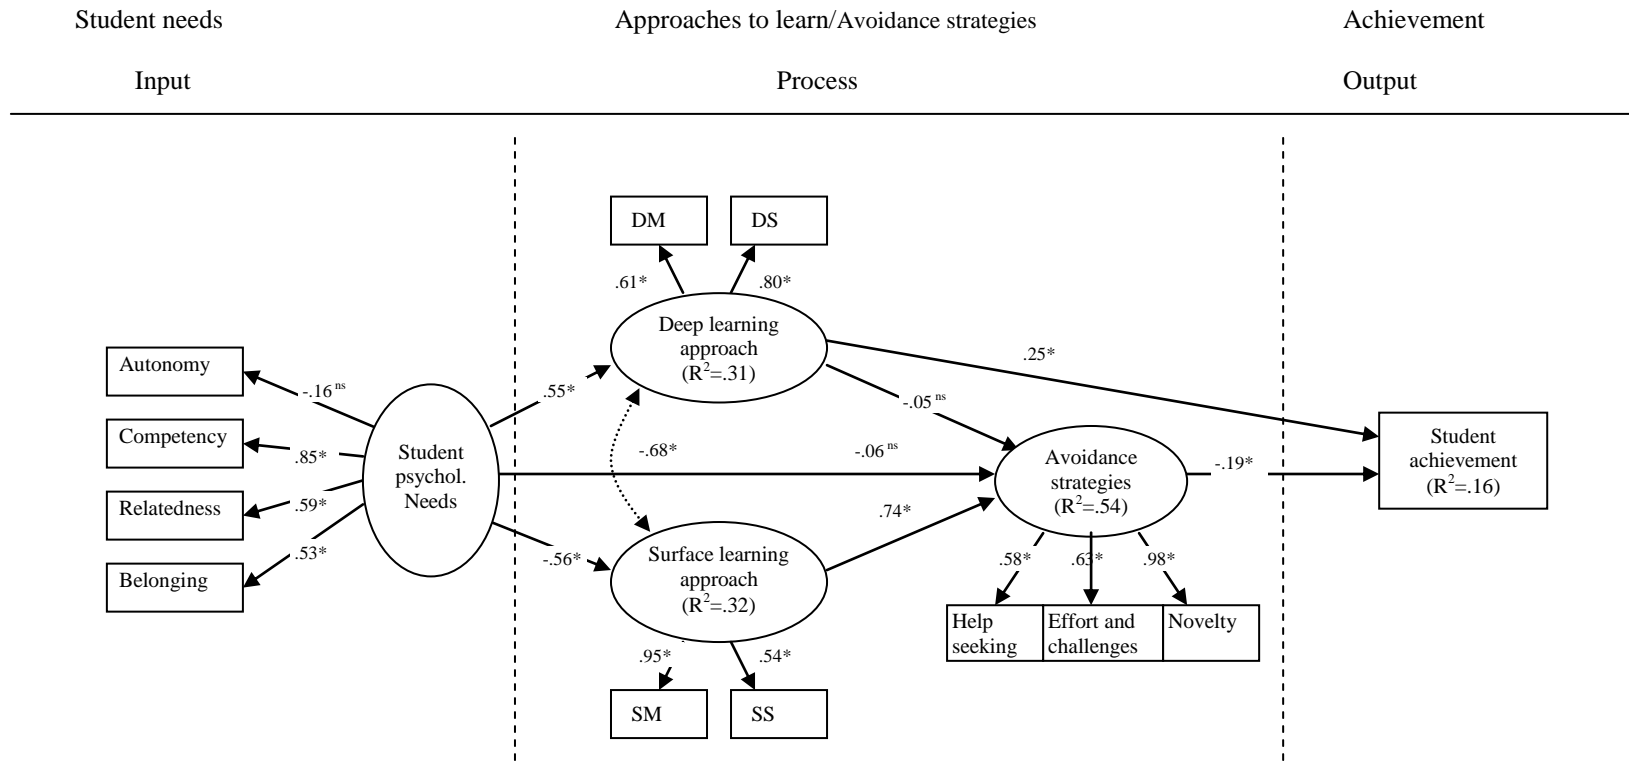 Student needs
Approaches to learn/Avoidance strategies
Achievement
Input
Process
Output
DM
DS
.61*
.80*
Deep learning
approach
(R²=.31)
.25*
Autonomy
-.16 ns
.55*
-.05 ns
Competency
.85*
Student
psychol.
Needs
-.68*
-.06 ns
Avoidance
strategies
(R²=.54)
-.19*
Student
achievement
(R²=.16)
Relatedness
.59*
.74*
Belonging
.53*
-.56*
Surface learning
approach
(R²=.32)
.58*
.63*
.98*
Help
seeking
Effort and
challenges
Novelty
.95*
.54*
SM
SS